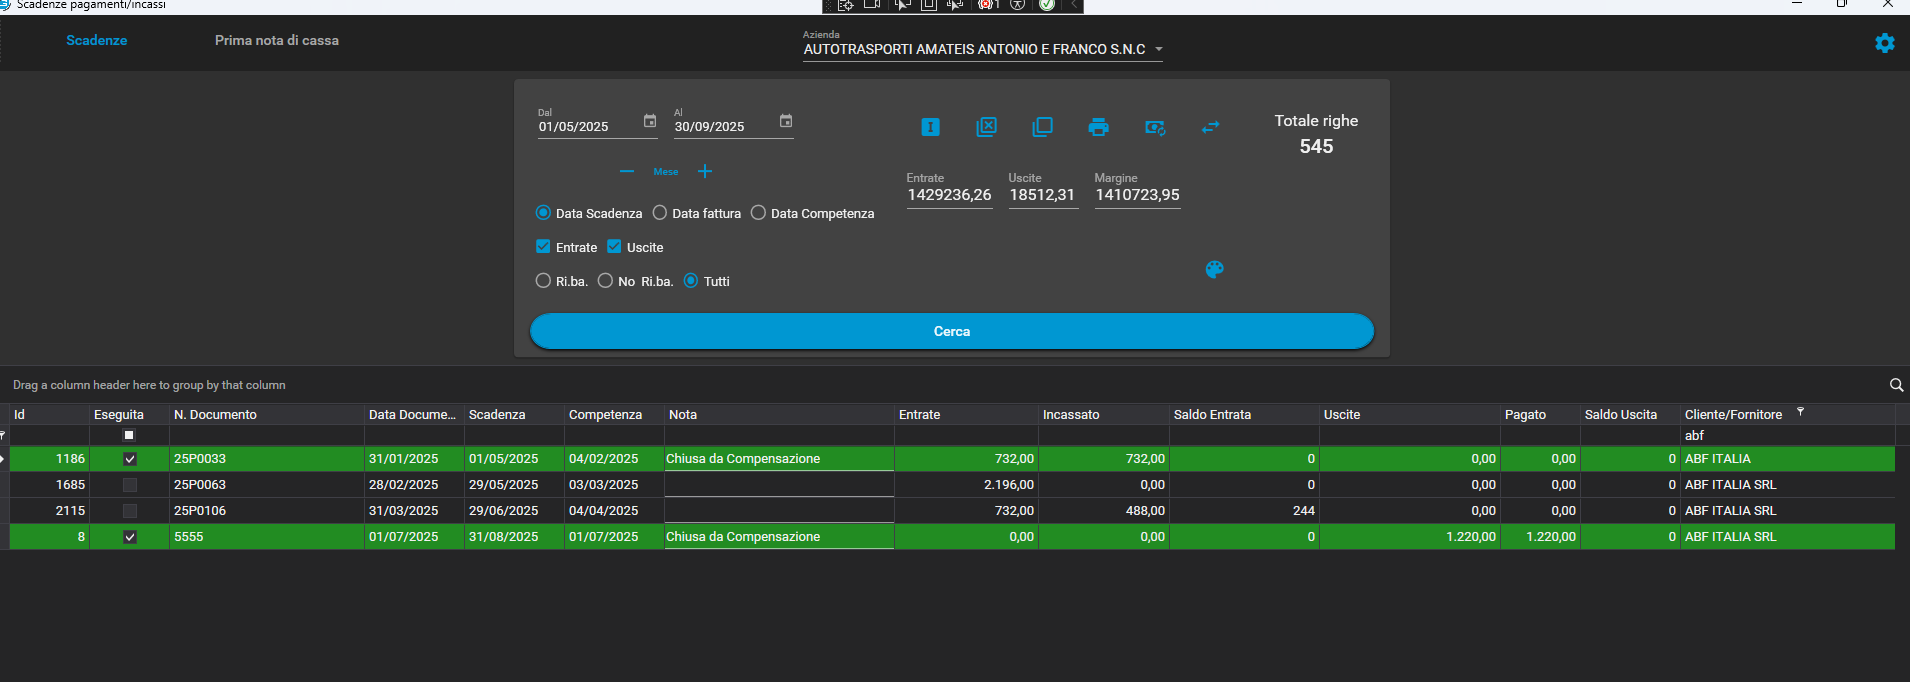 Scadenze pagamenti/incassi
1
Scadenze Prima nota di cassa
Azienda
AUTOTRASPORTI AMATEIS ANTONIO E FRANCO S.N.C
Dal Al
01/05/2025 30/09/2025
Totale righe
545
Mese
Entrate Uscite Margine
1429236,26 18512,31 1410723,95
Data Scadenza Data fattura Data Competenza
Entrate Uscite
Ri.ba. No Ri.ba. Tutti
Cerca
Drag a column header here to group by that column
Id Eseguita N. Documento Data Docume... Scadenza Competenza Nota Entrate Incassato Saldo Entrata Uscite Pagato Saldo Uscita Cliente/Fornitore
abf
1186 25P0033 31/01/2025 01/05/2025 04/02/2025 Chiusa da Compensazione 732,00 732,00 0 0,00 0,00 0 ABF ITALIA
1685 25P0063 28/02/2025 29/05/2025 03/03/2025 2.196,00 0,00 0 0,00 0,00 0 ABF ITALIA SRL
2115 25P0106 31/03/2025 29/06/2025 04/04/2025 732,00 488,00 244 0,00 0,00 0 ABF ITALIA SRL
8 5555 01/07/2025 31/08/2025 01/07/2025 Chiusa da Compensazione 0,00 0,00 0 1.220,00 1.220,00 0 ABF ITALIA SRL